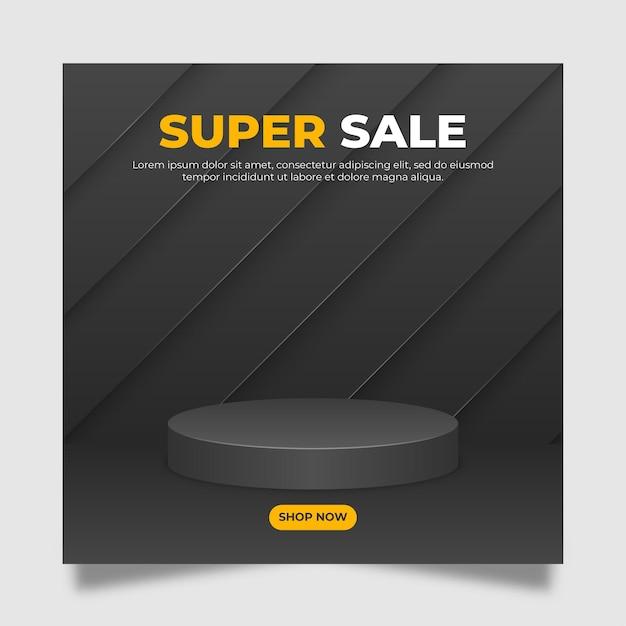 SUPER SALE
Lorem ipsum dolor sit amet, consectetur adipiscing elit, sed do eiusmod
tempor incididunt ut labore et dolore magna aliqua.
SHOP NOW